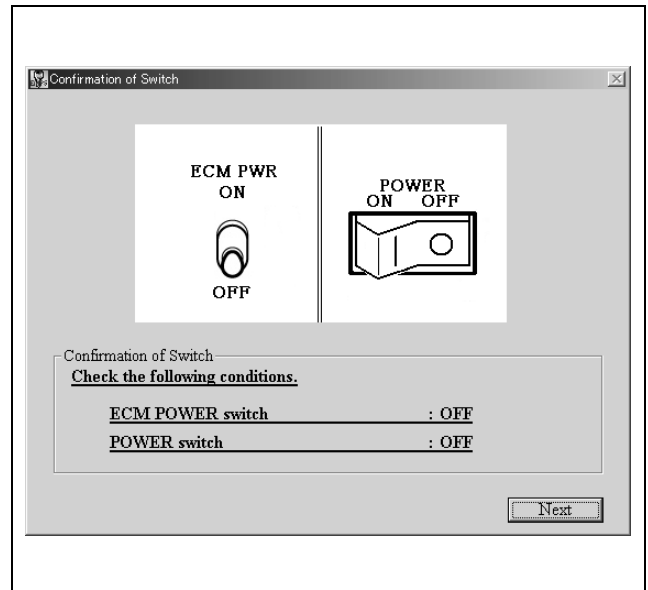 Confirmation of Switch
ECM PWR
ON
OFF
POWER
ON OFF
Confirmation of Switch
Check the following conditions.
ECM POWER switch : OFF
POWER switch : OFF
Next